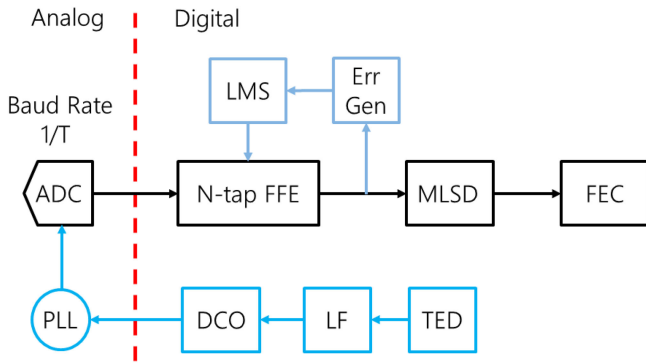 Analog
Digital
Baud Rate
1/T
LMS
Err
Gen
ADC
N-tap FFE
MLSD
FEC
PLL
DCO
LF
TED